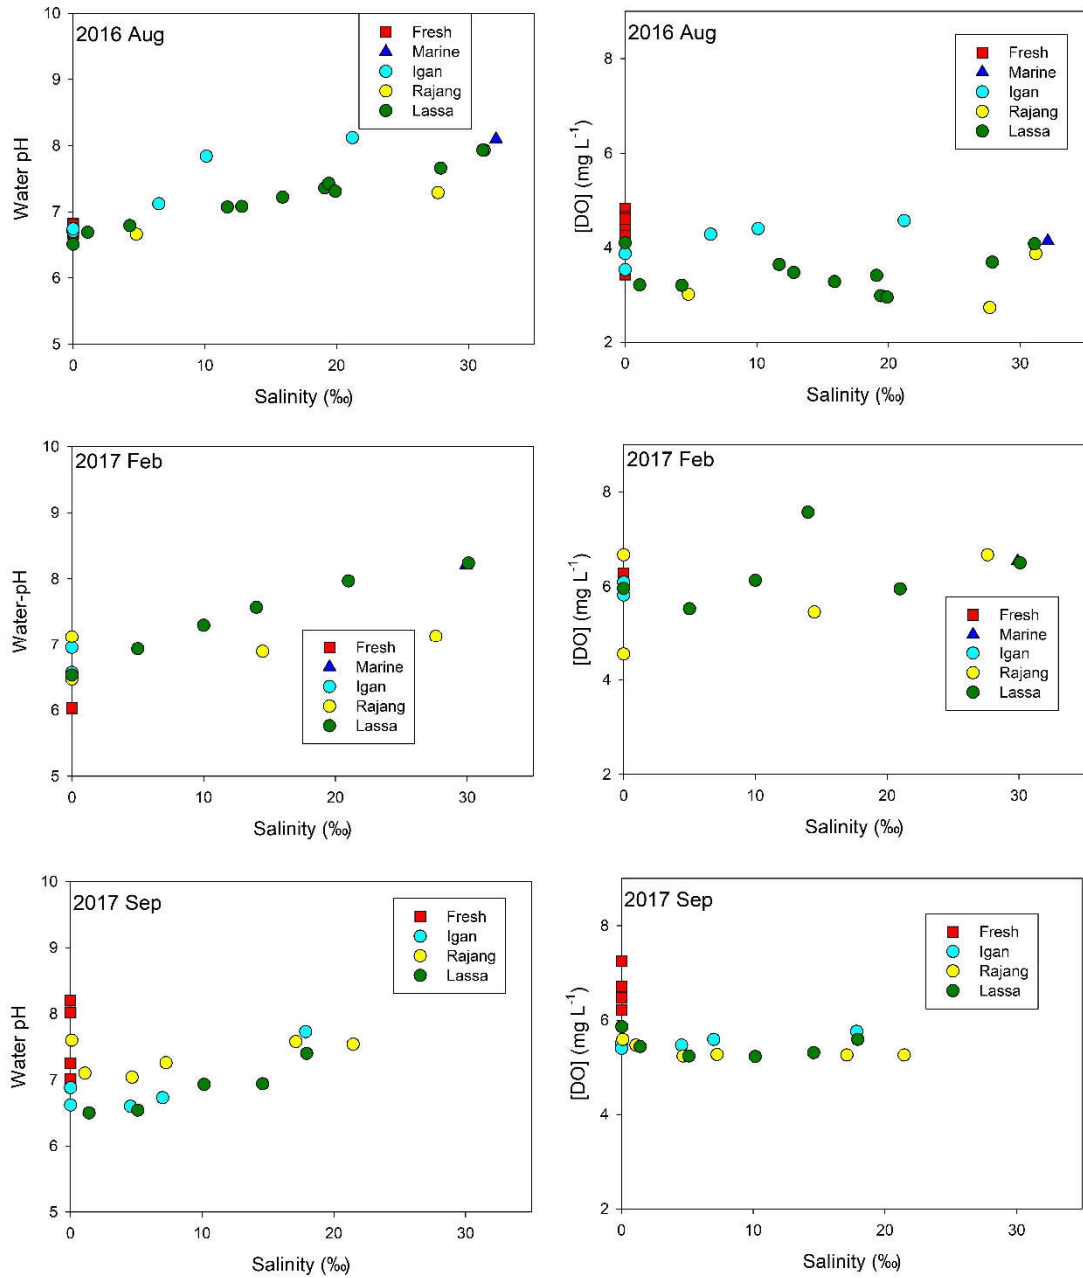 2016 Aug
Fresh
Marine
Igan
Rajang
Lassa
10
9
8
7
6
5
Water pH
0
10
20
30
Salinity (‰)
2016 Aug
Fresh
Marine
Igan
Rajang
Lassa
8
6
4
2
[DO] (mg L⁻¹)
0
10
20
30
Salinity (‰)
2017 Feb
10
9
8
7
6
5
Water-pH
Fresh
Marine
Igan
Rajang
Lassa
0
10
20
30
Salinity (‰)
2017 Feb
8
6
4
2
[DO] (mg L⁻¹)
Fresh
Marine
Igan
Rajang
Lassa
0
10
20
30
Salinity (‰)
2017 Sep
Fresh
Igan
Rajang
Lassa
10
9
8
7
6
5
Water pH
0
10
20
30
Salinity (‰)
2017 Sep
Fresh
Igan
Rajang
Lassa
8
6
4
2
[DO] (mg L⁻¹)
0
10
20
30
Salinity (‰)